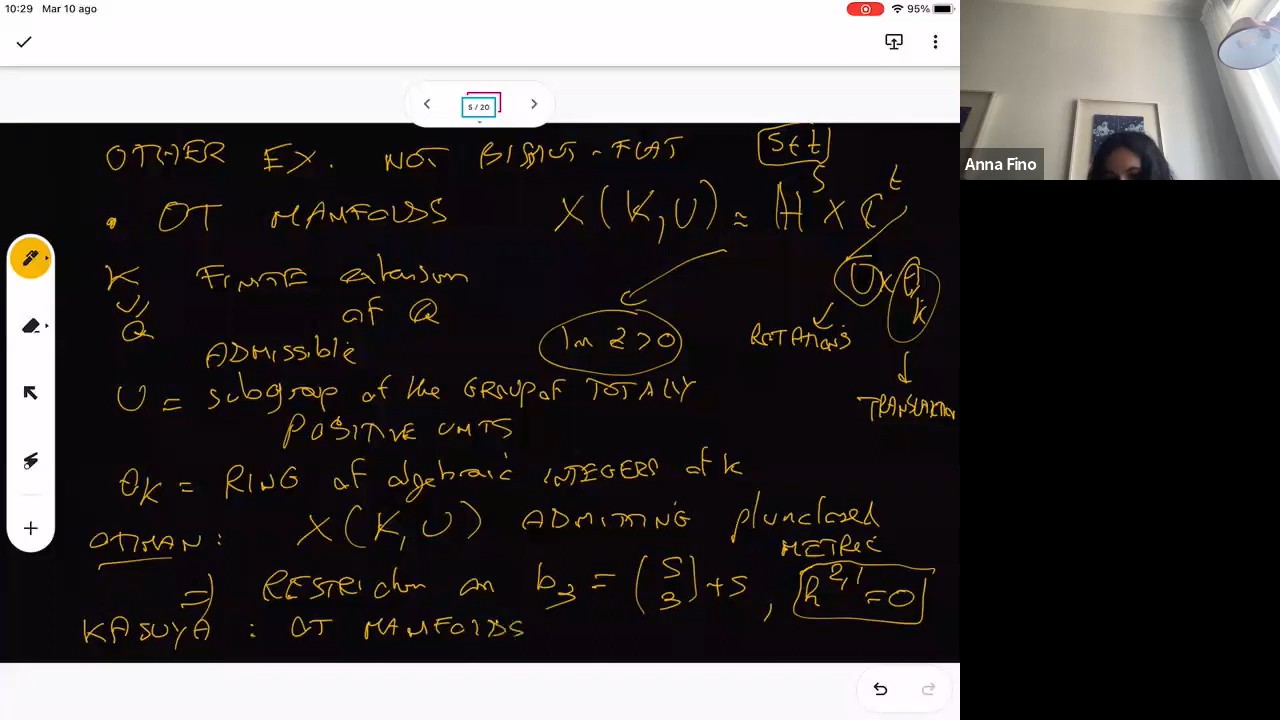 10:29 Mar 10 ago
95%
5 / 20
OTHER EX. NOT BISMUT-FLAT
s≤t
• OT MANIFOLDS X(K,U) ≃ H^s × C^t
U × O_K
K FINITE extension
U/
Q of Q
Im z > 0
ROTATIONS
ADMISSIBLE
TRANSLATION
U = subgroup of the GROUP of TOTALLY
POSITIVE UNITS
O_K = RING of algebraic INTEGERS of K
OTIMAN: X(K,U) ADMITTING pluriclosed
METRIC
=) RESTRICTION on b_3 = (s 3) + s, h^{2,1} = 0
KASUYA : OT MANIFOLDS
Anna Fino